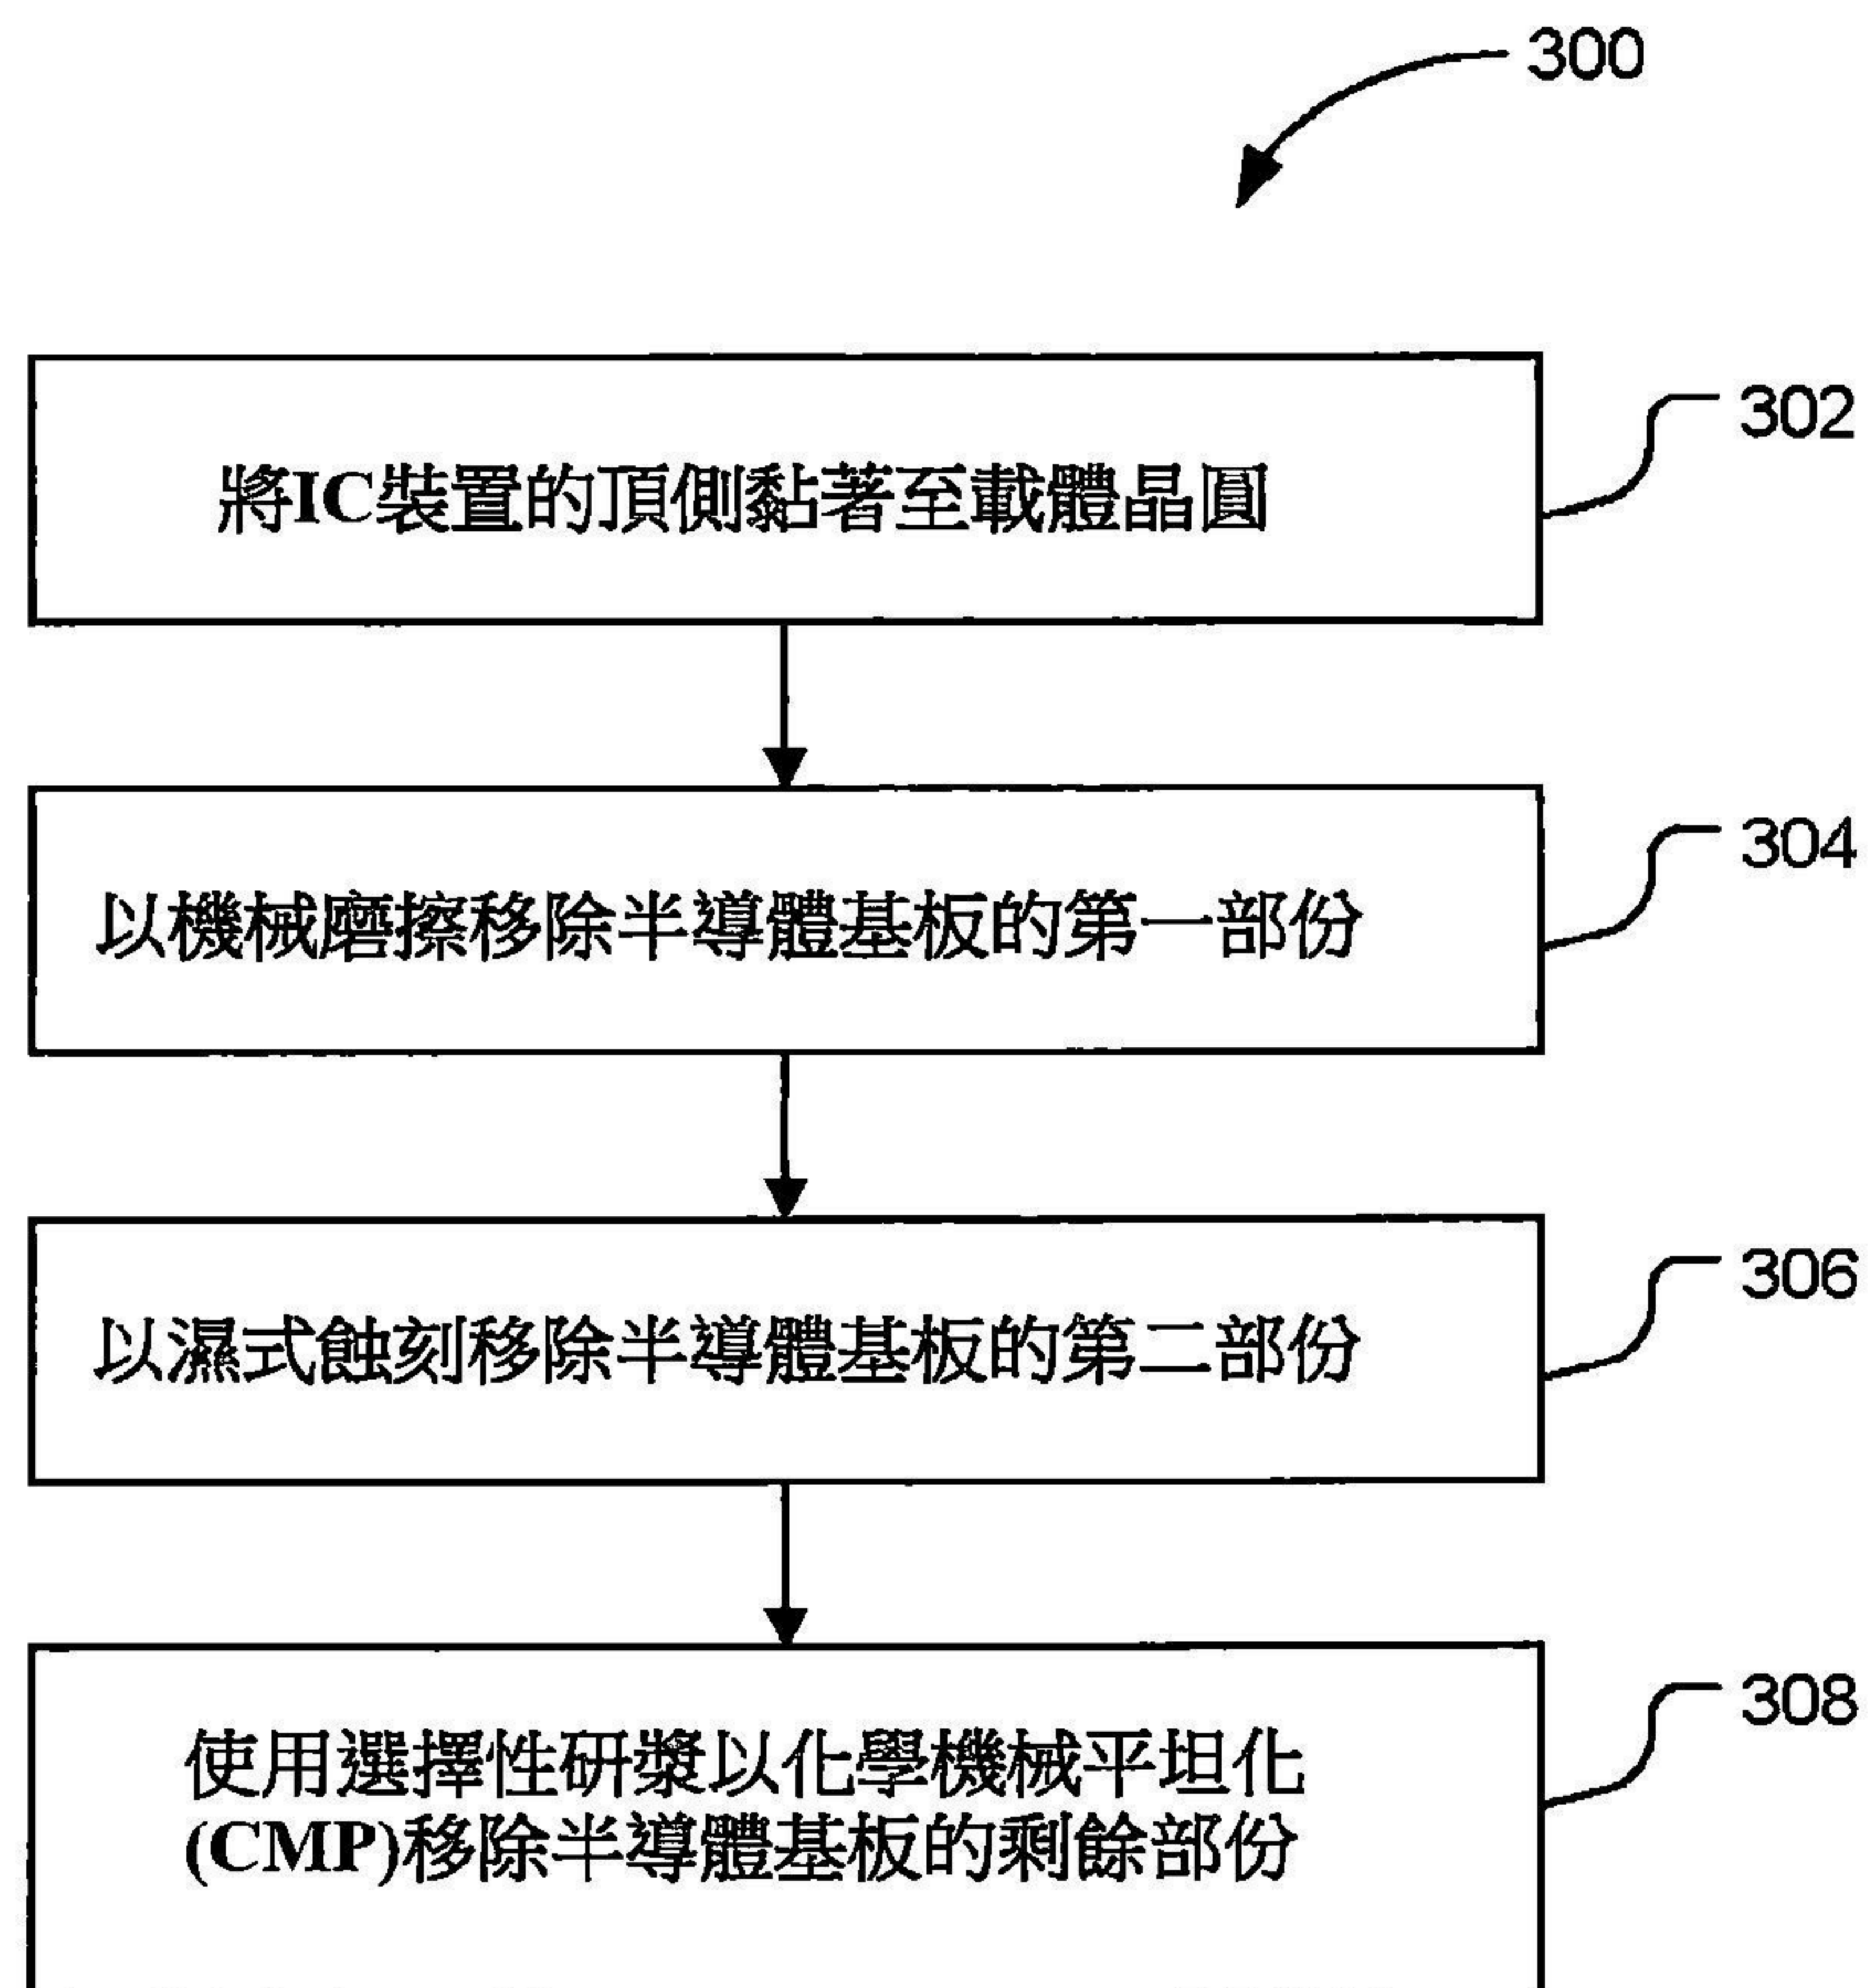 300
302
將IC裝置的頂側黏著至載體晶圓
304
以機械磨擦移除半導體基板的第一部份
306
以濕式蝕刻移除半導體基板的第二部份
308
使用選擇性研漿以化學機械平坦化
(CMP)移除半導體基板的剩餘部份